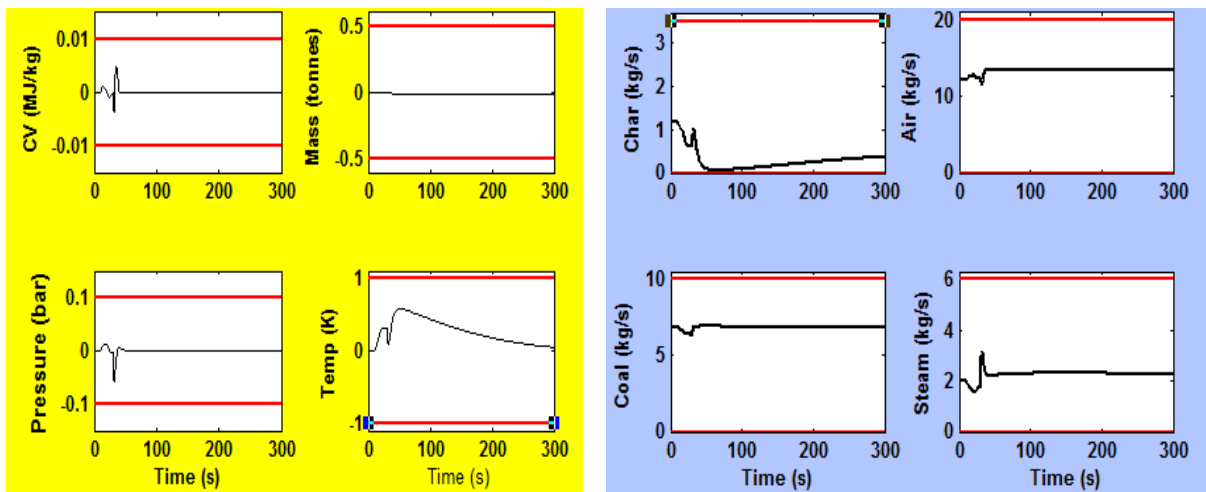 CV (MJ/kg)
0.01
0
-0.01
0 100 200 300
Mass (tonnes)
0.5
0
-0.5
0 100 200 300
Char (kg/s)
3
2
1
0
0 100 200 300
Air (kg/s)
20
10
0
0 100 200 300
Pressure (bar)
0.1
0
-0.1
0 100 200 300
Time (s)
Temp (K)
1
0
-1
0 100 200 300
Time (s)
Coal (kg/s)
10
5
0
0 100 200 300
Time (s)
Steam (kg/s)
6
4
2
0
0 100 200 300
Time (s)